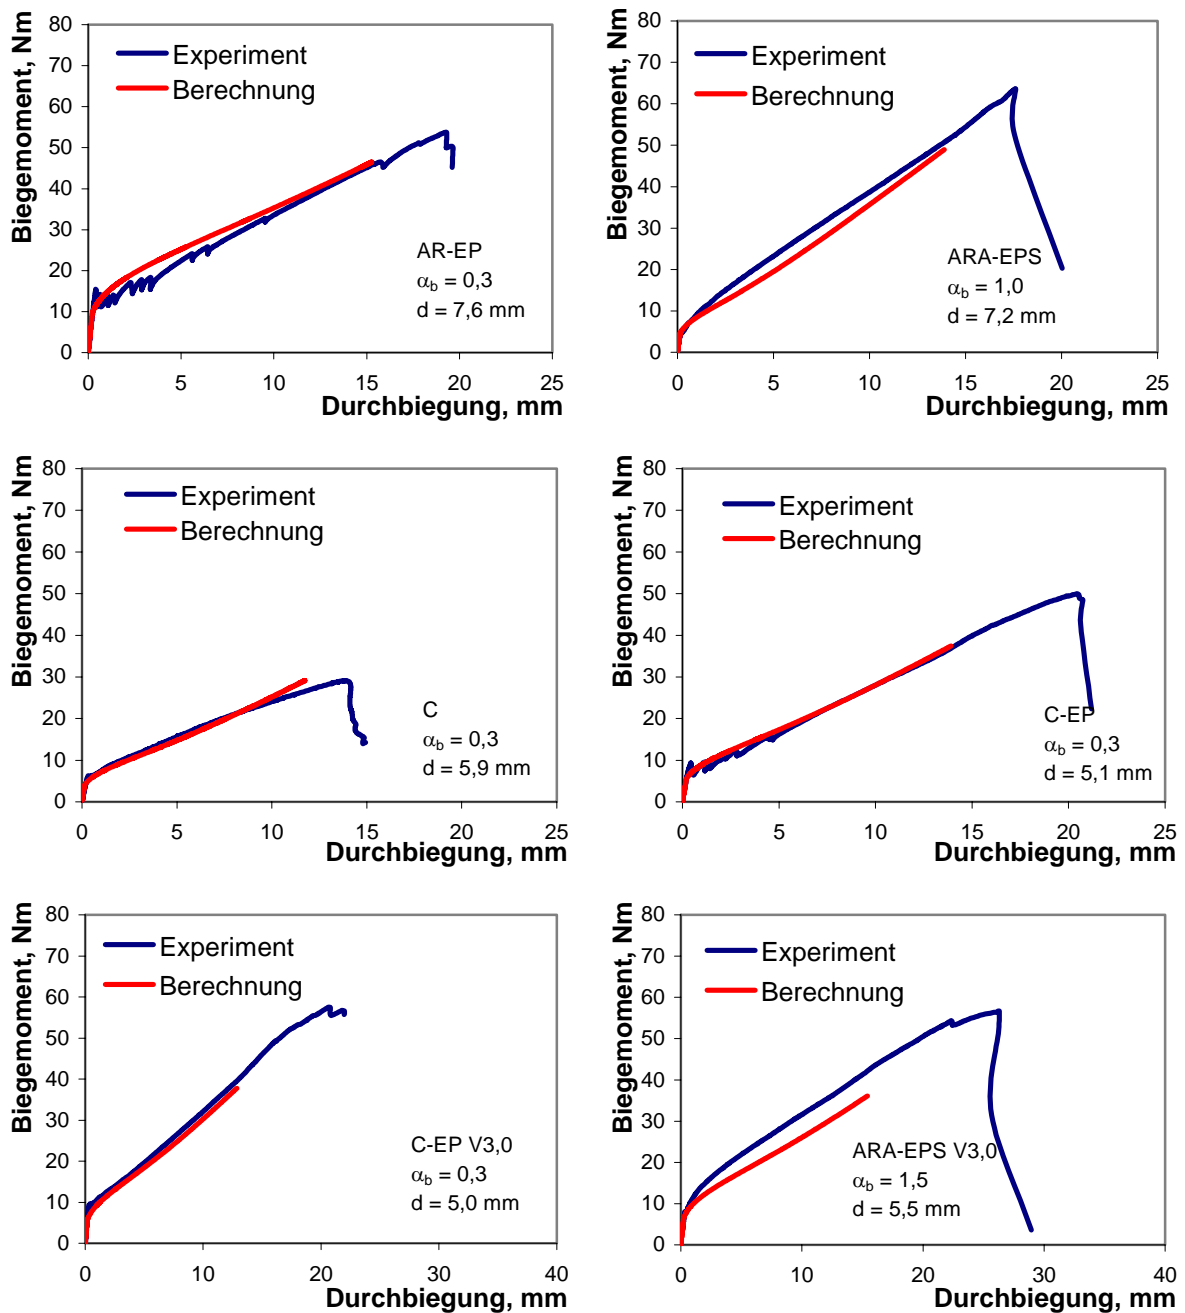 Biegemoment, Nm
80
70
60
50
40
30
20
10
0
Experiment
Berechnung
AR-EP
αb = 0,3
d = 7,6 mm
0 5 10 15 20 25
Durchbiegung, mm
Biegemoment, Nm
80
70
60
50
40
30
20
10
0
Experiment
Berechnung
ARA-EPS
αb = 1,0
d = 7,2 mm
0 5 10 15 20 25
Durchbiegung, mm
Biegemoment, Nm
80
70
60
50
40
30
20
10
0
Experiment
Berechnung
C
αb = 0,3
d = 5,9 mm
0 5 10 15 20 25
Durchbiegung, mm
Biegemoment, Nm
80
70
60
50
40
30
20
10
0
Experiment
Berechnung
C-EP
αb = 0,3
d = 5,1 mm
0 5 10 15 20 25
Durchbiegung, mm
Biegemoment, Nm
80
70
60
50
40
30
20
10
0
Experiment
Berechnung
C-EP V3,0
αb = 0,3
d = 5,0 mm
0 10 20 30 40
Durchbiegung, mm
Biegemoment, Nm
80
70
60
50
40
30
20
10
0
Experiment
Berechnung
ARA-EPS V3,0
αb = 1,5
d = 5,5 mm
0 10 20 30 40
Durchbiegung, mm